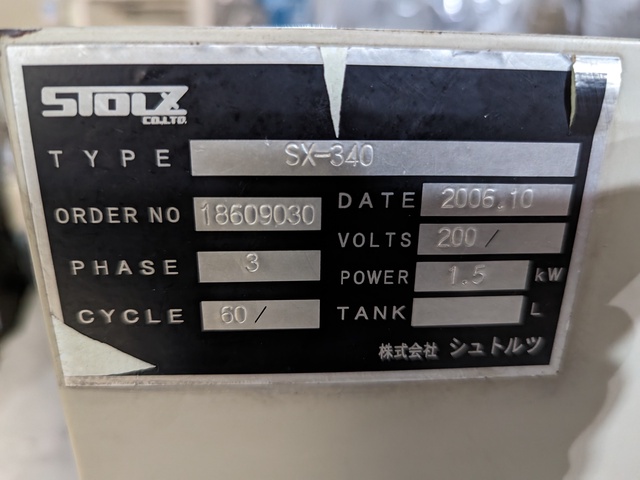 STOLZ
CO.LTD.
TYPE SX-340
ORDER NO 18609030
DATE 2006.10
VOLTS 200/
PHASE 3
POWER 1.5 kW
CYCLE 60/
TANK L
株式会社 シュトルツ